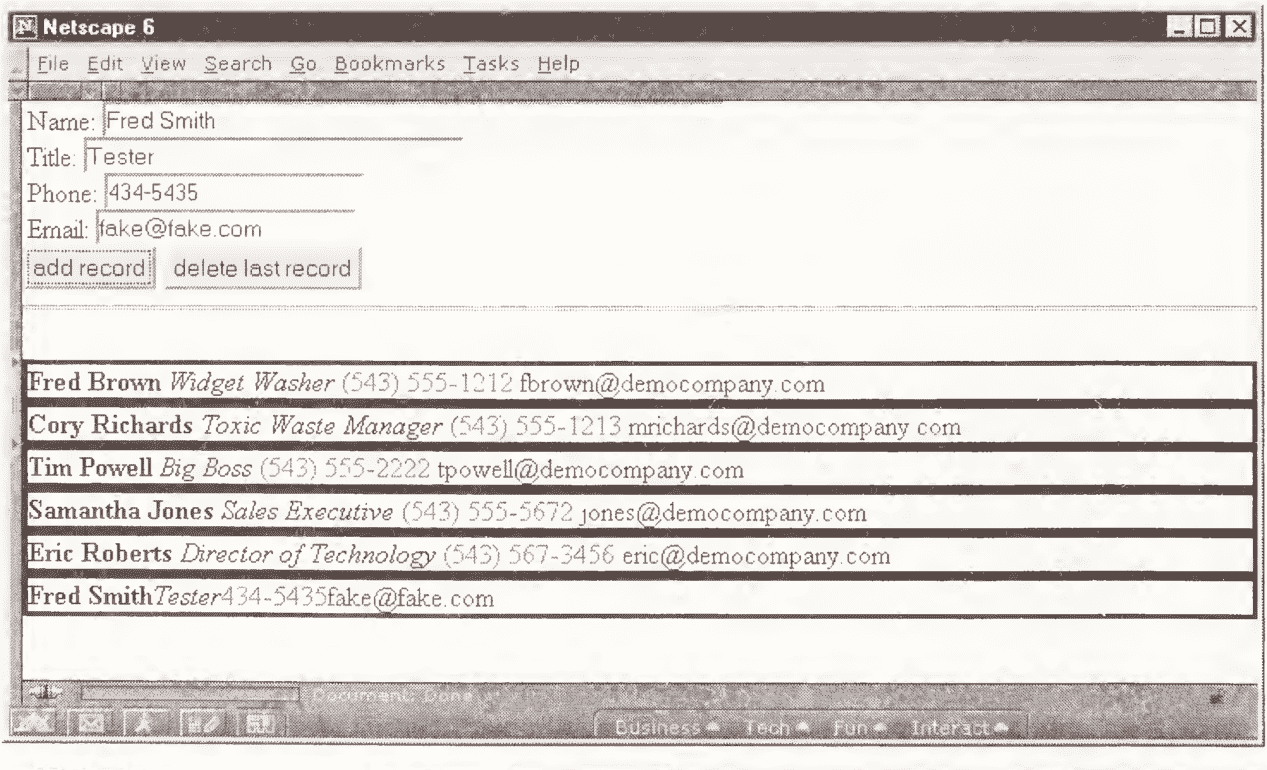 Netscape 6
File Edit View Search Go Bookmarks Tasks Help
Name: Fred Smith
Title: Tester
Phone: 434-5435
Email: fake@fake.com
add record delete last record
Fred Brown Widget Washer (543) 555-1212 fbrown@democompany.com
Cory Richards Toxic Waste Manager (543) 555-1213 mrichards@democompany com
Tim Powell Big Boss (543) 555-2222 tpowell@democompany.com
Samantha Jones Sales Executive (543) 555-5672 jones@democompany.com
Eric Roberts Director of Technology (543) 567-3456 eric@democompany.com
Fred SmithTester434-5435fake@fake.com
Document: Done
Business Tech Fun Interact